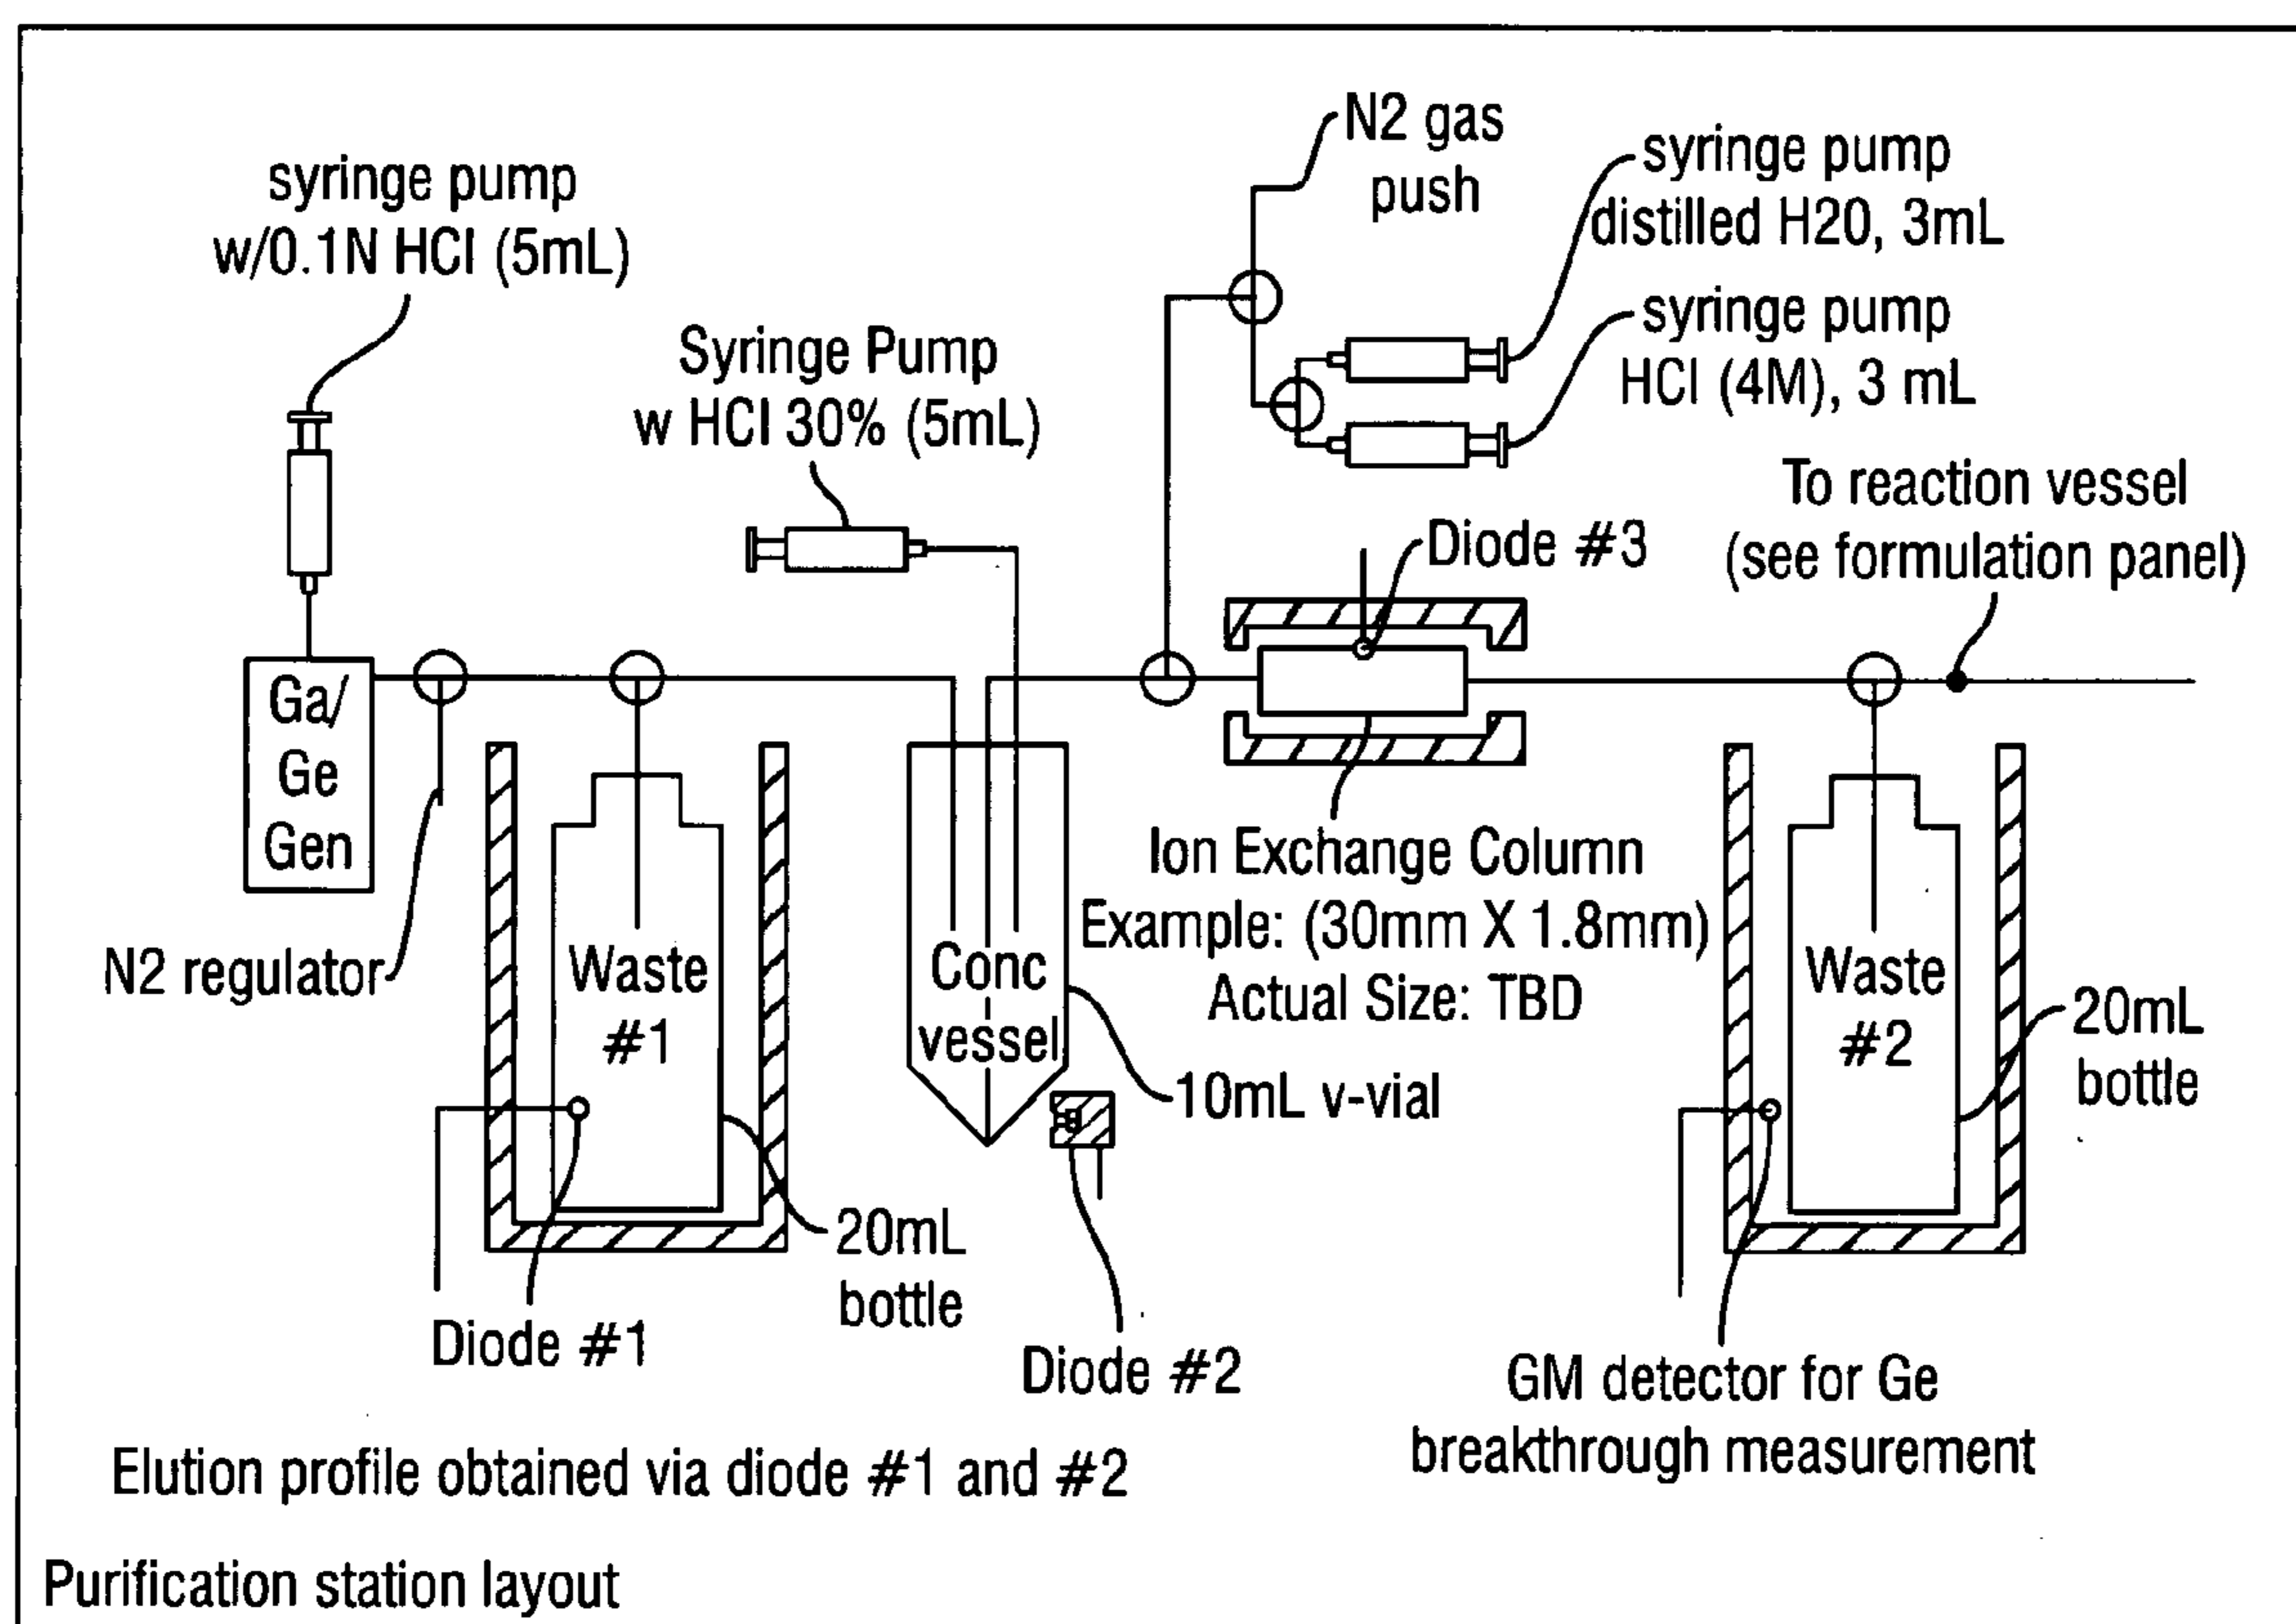 N2 gas
push
syringe pump
distilled H20, 3mL
syringe pump
HCl (4M), 3 mL
syringe pump
w/0.1N HCl (5mL)
Syringe Pump
w HCl 30% (5mL)
To reaction vessel
(see formulation panel)
Diode #3
Ga/
Ge
Gen
N2 regulator
Waste
#1
Conc
vessel
Ion Exchange Column
Example: (30mm X 1.8mm)
Actual Size: TBD
10mL v-vial
Waste
#2
20mL
bottle
20mL
bottle
Diode #1
Diode #2
GM detector for Ge
breakthrough measurement
Elution profile obtained via diode #1 and #2
Purification station layout